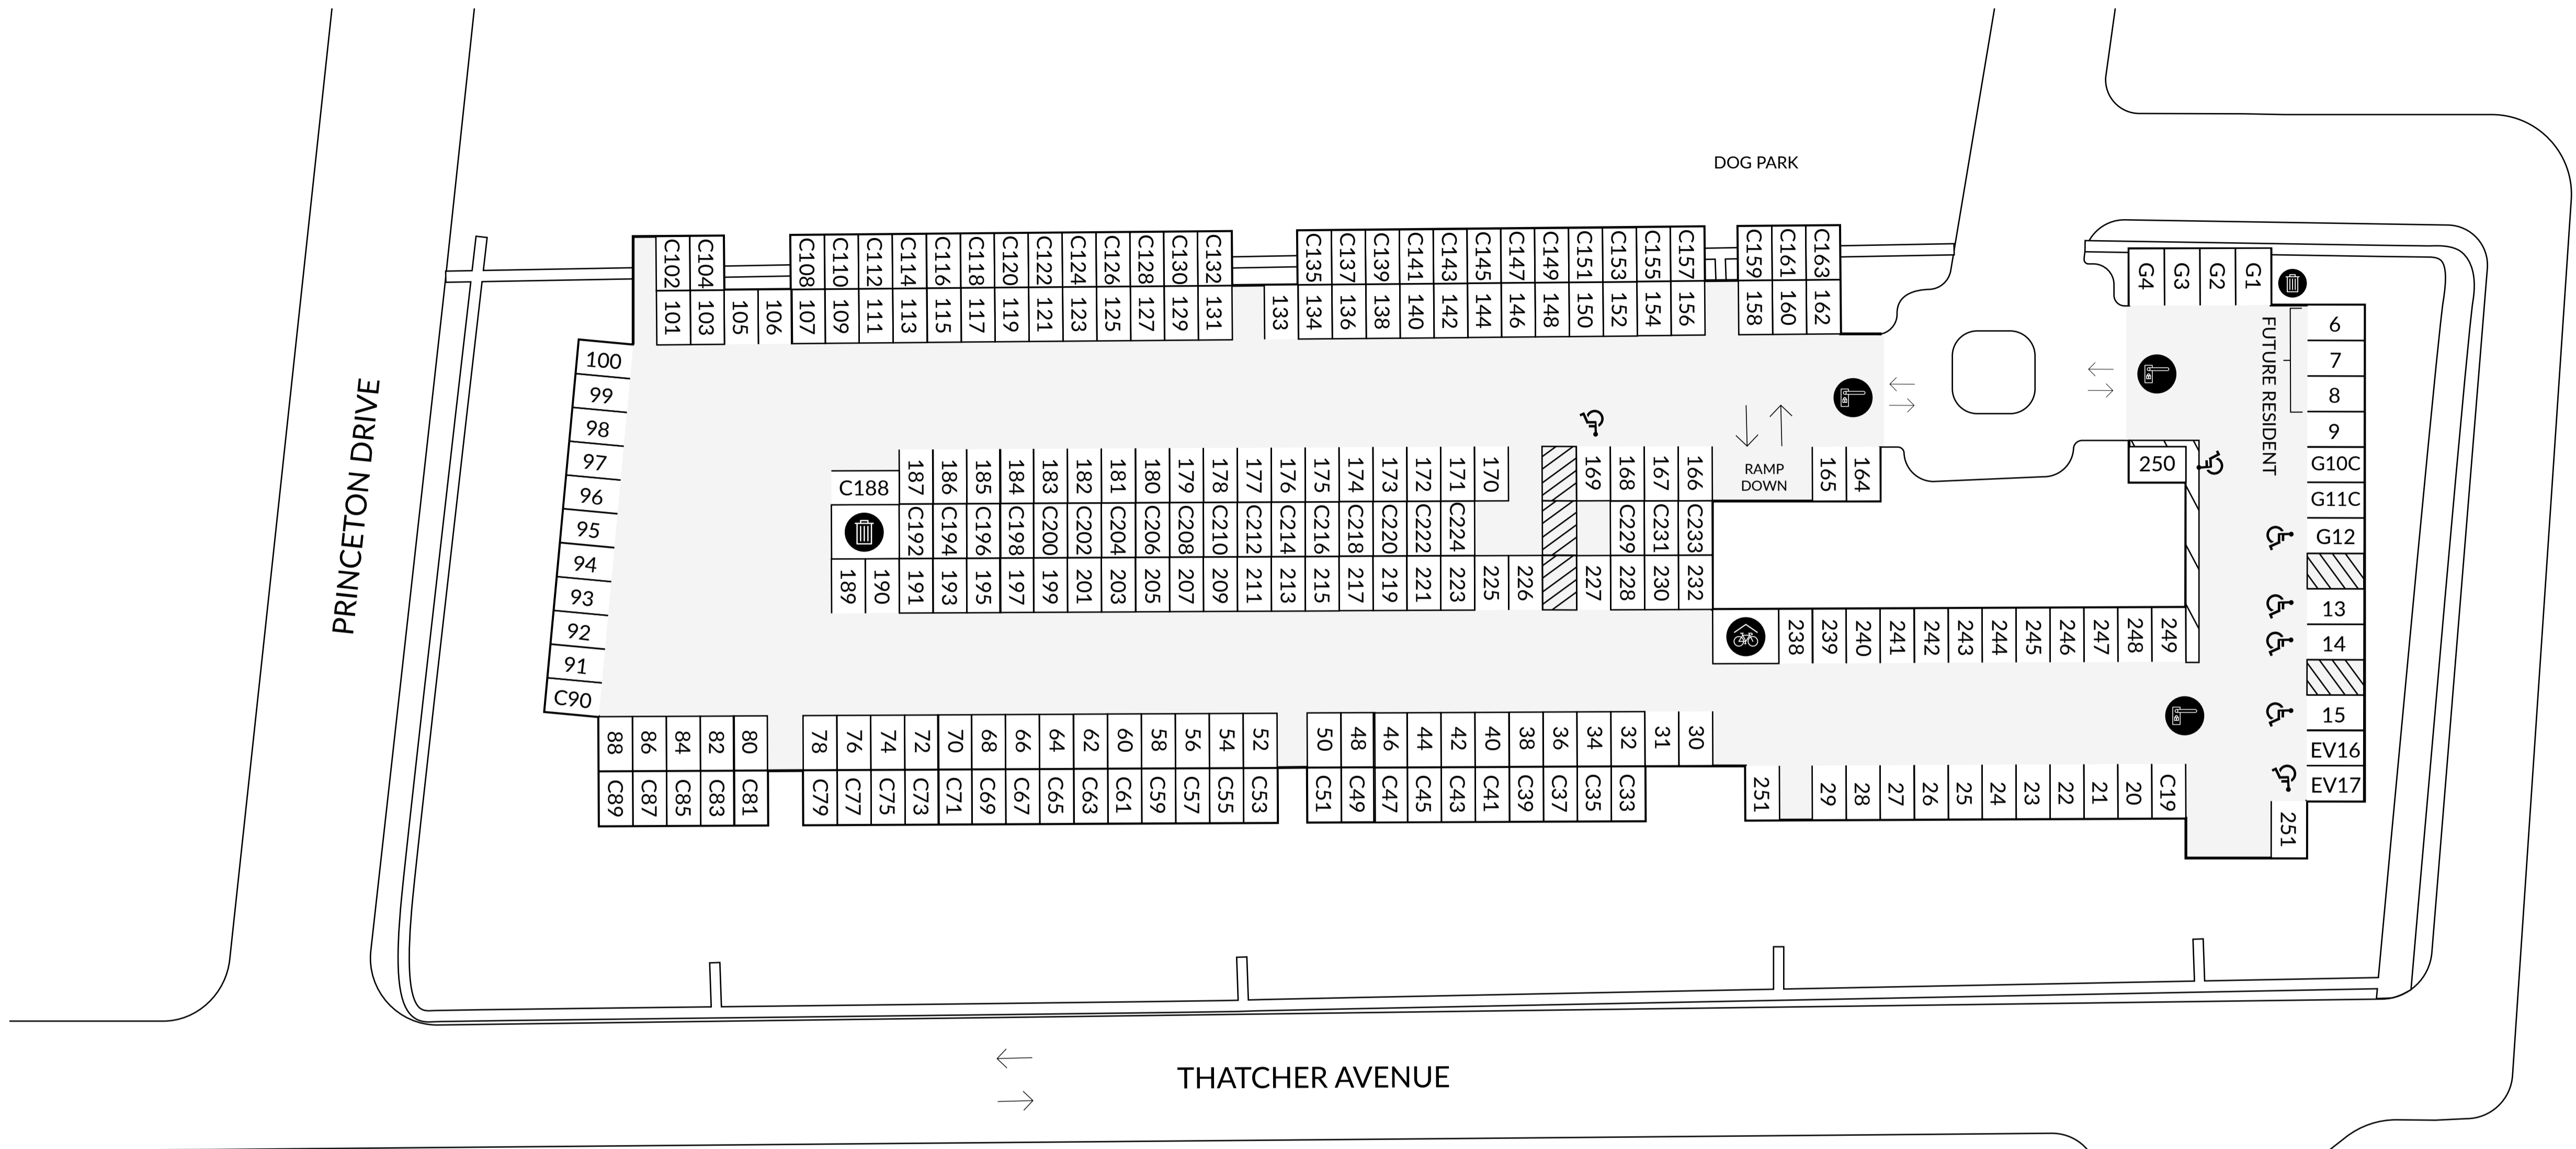 DOG PARK
C102 C104 C108 C110 C112 C114 C116 C118 C120 C122 C124 C126 C128 C130 C132 C135 C137 C139 C141 C143 C145 C147 C149 C151 C153 C155 C157 C159 C161 C163
101 103 105 106 107 109 111 113 115 117 119 121 123 125 127 129 131 133 134 136 138 140 142 144 146 148 150 152 154 156 158 160 162
G4 G3 G2 G1
FUTURE RESIDENT
6
7
8
9
G10C
G11C
G12
13
14
15
EV16
EV17
251
250
100
99
98
97
96
95
94
93
92
91
C90
PRINCETON DRIVE
C188
187 186 185 184 183 182 181 180 179 178 177 176 175 174 173 172 171 170 169 168 167 166
RAMP
DOWN
165 164
C192 C194 C196 C198 C200 C202 C204 C206 C208 C210 C212 C214 C216 C218 C220 C222 C224 C229 C231 C233
189 190 191 193 195 197 199 201 203 205 207 209 211 213 215 217 219 221 223 225 226 227 228 230 232
238 239 240 241 242 243 244 245 246 247 248 249
88 86 84 82 80 78 76 74 72 70 68 66 64 62 60 58 56 54 52 50 48 46 44 42 40 38 36 34 32 31 30
C89 C87 C85 C83 C81 C79 C77 C75 C73 C71 C69 C67 C65 C63 C61 C59 C57 C55 C53 C51 C49 C47 C45 C43 C41 C39 C37 C35 C33
251 29 28 27 26 25 24 23 22 21 20 C19
THATCHER AVENUE